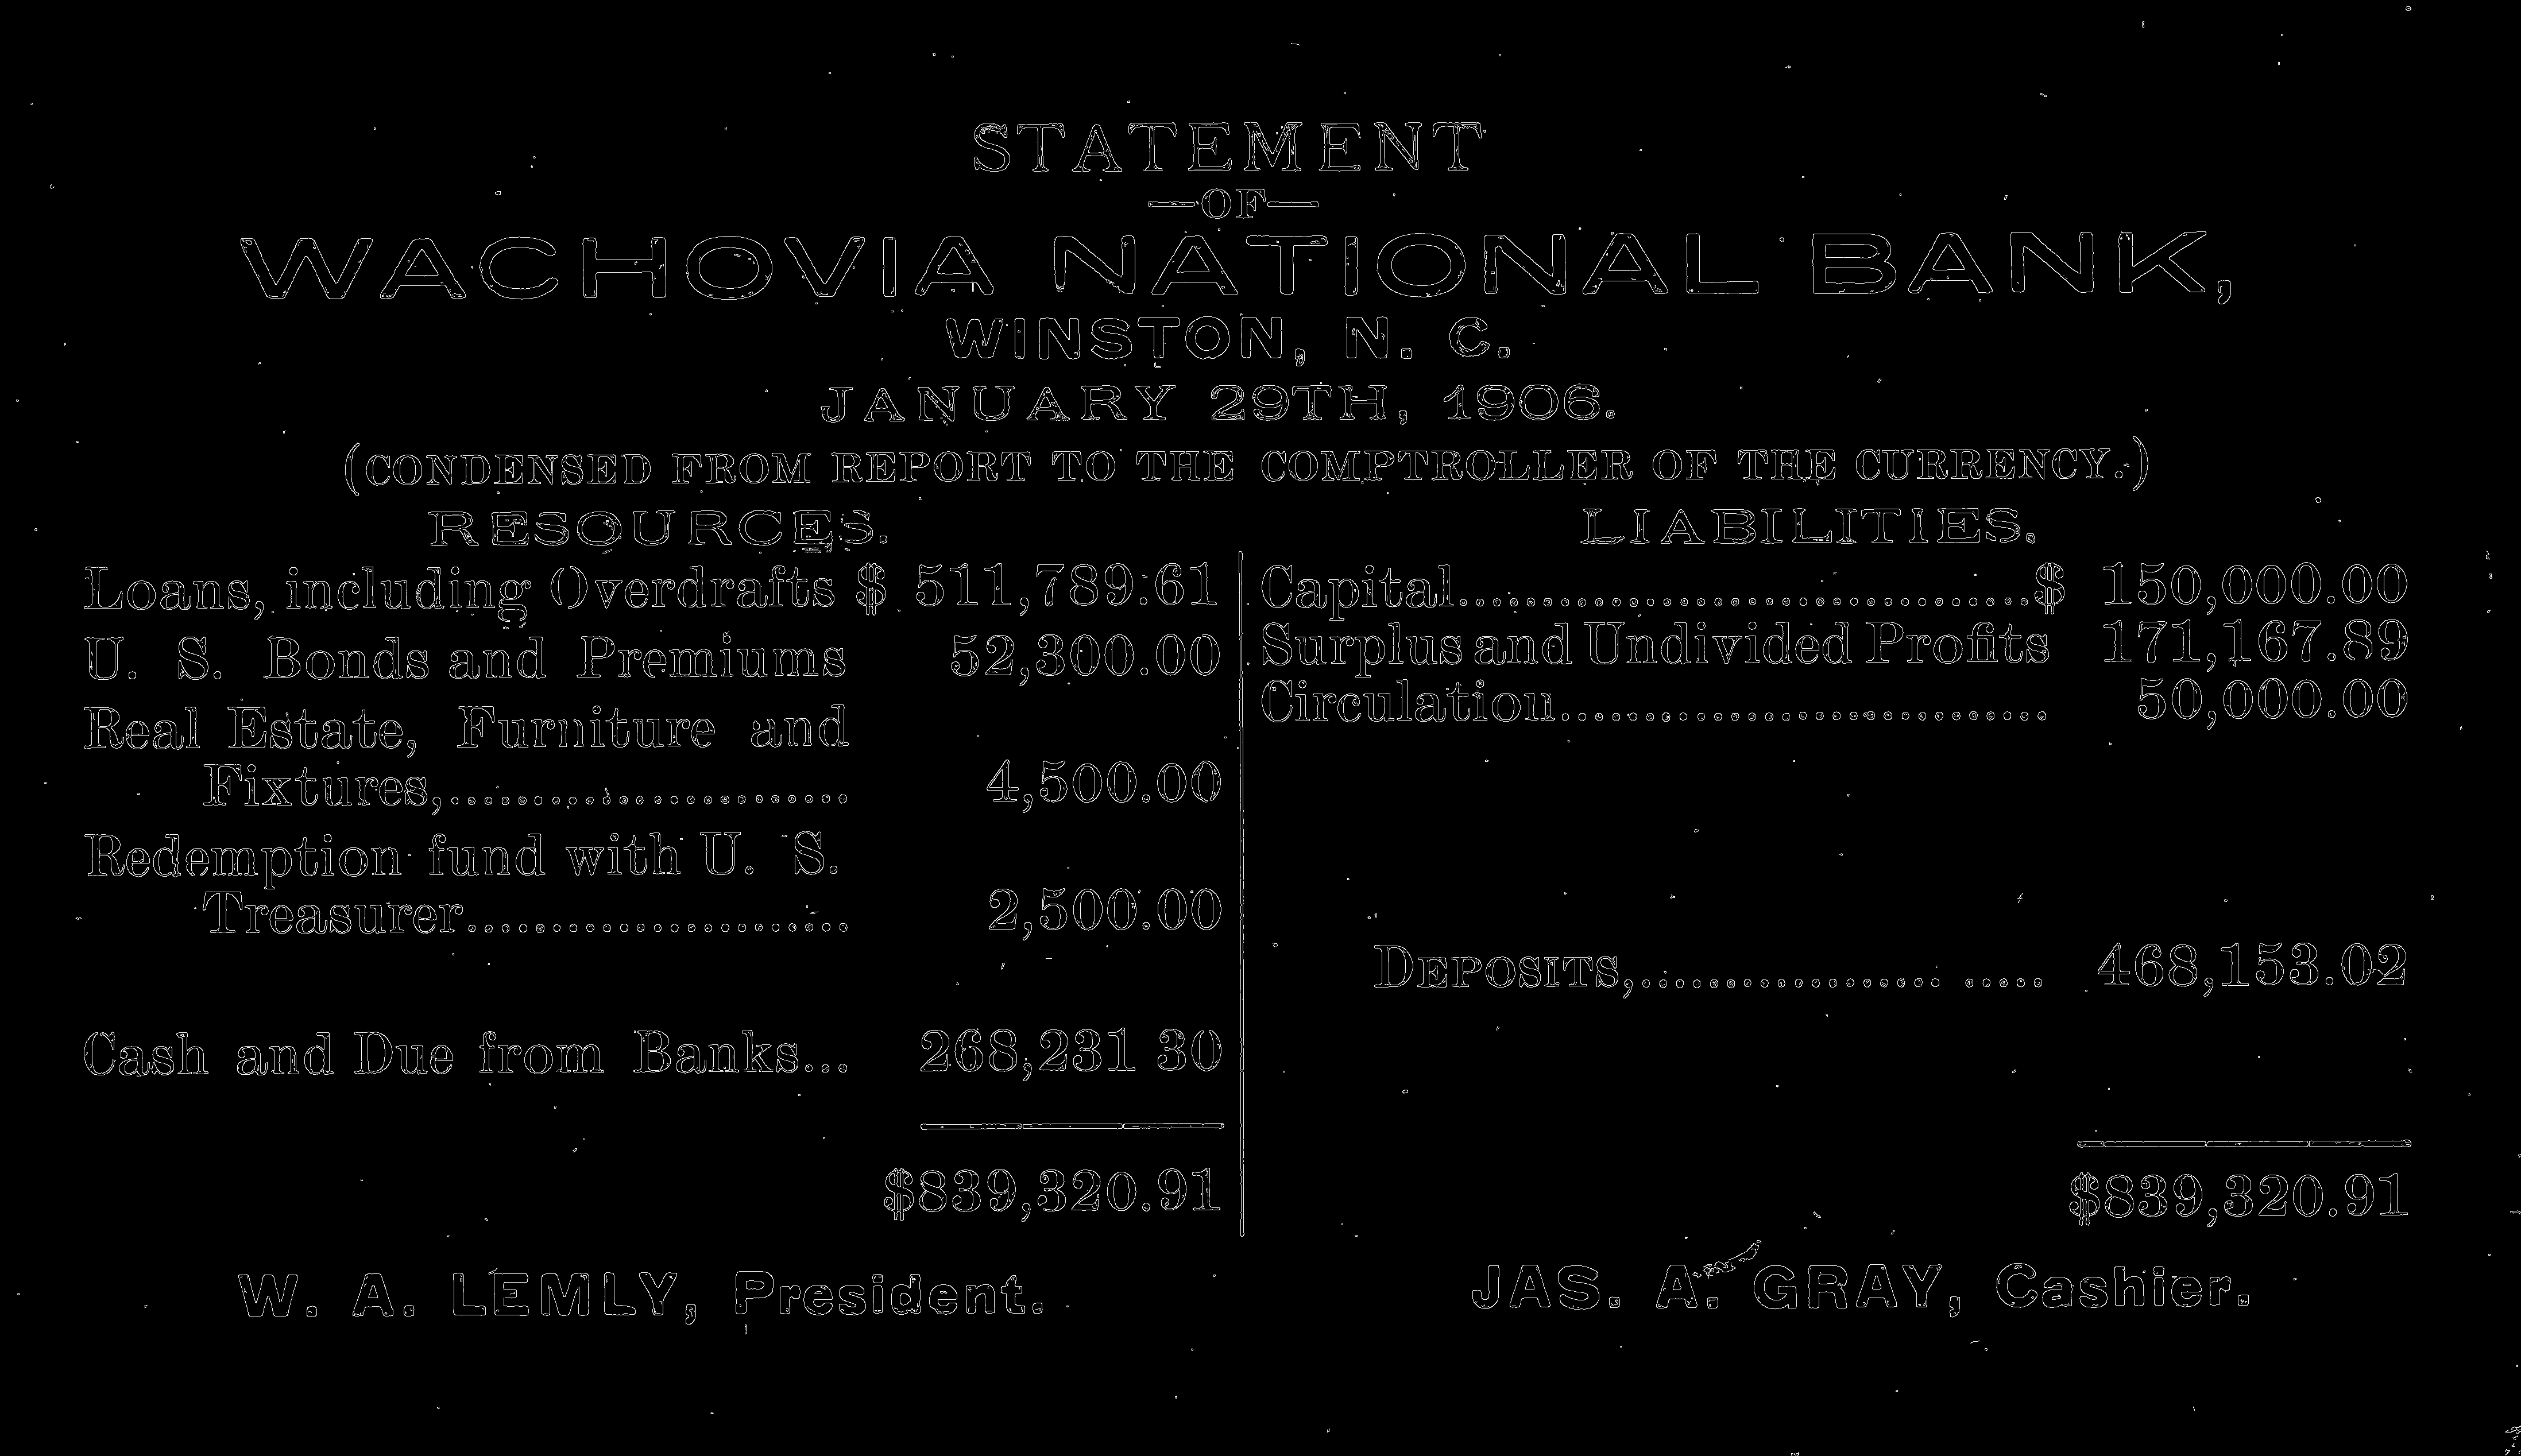 STATEMENT
—OF—
WACHOVIA NATIONAL BANK,
WINSTON, N. C.
JANUARY 29TH, 1906.
(CONDENSED FROM REPORT TO THE COMPTROLLER OF THE CURRENCY.)
RESOURCES.
Loans, including Overdrafts $ 511,789.61
U. S. Bonds and Premiums 52,300.00
Real Estate, Furniture and
Fixtures,........................ 4,500.00
Redemption fund with U. S.
Treasurer....................... 2,500.00
Cash and Due from Banks... 268,231 30
$839,320.91
LIABILITIES.
Capital..................................$ 150,000.00
Surplus and Undivided Profits 171,167.89
Circulation............................. 50,000.00
DEPOSITS,.................. ..... 468,153.02
$839,320.91
W. A. LEMLY, President.
JAS. A. GRAY, Cashier.